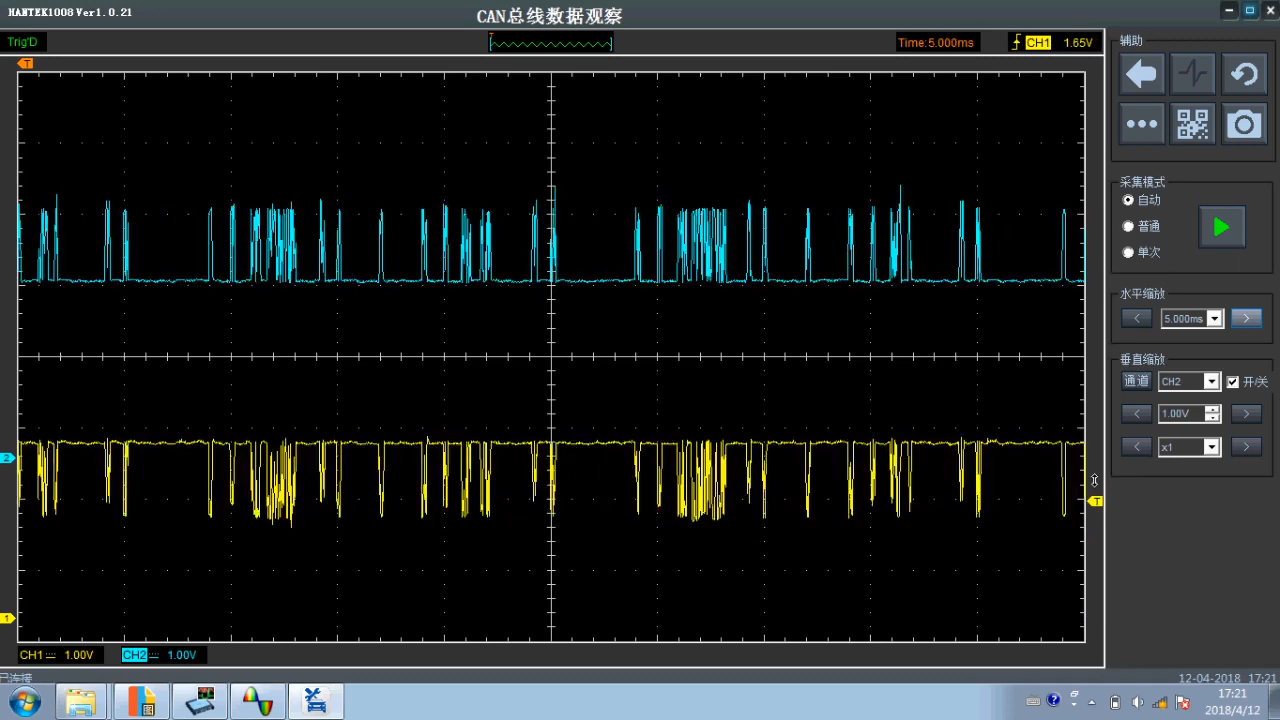 HANTEK1008 Ver1.0.21
CAN总线数据观察
Trig'D
T
Time:5.000ms
CH1 1.65V
T
2
1
T
CH1 1.00V
CH2 1.00V
辅助
采集模式
自动
普通
单次
水平缩放
< 5.000ms >
垂直缩放
通道 CH2 开/关
< 1.00V >
< x1 >
已连接
12-04-2018 17:21
17:21
2018/4/12